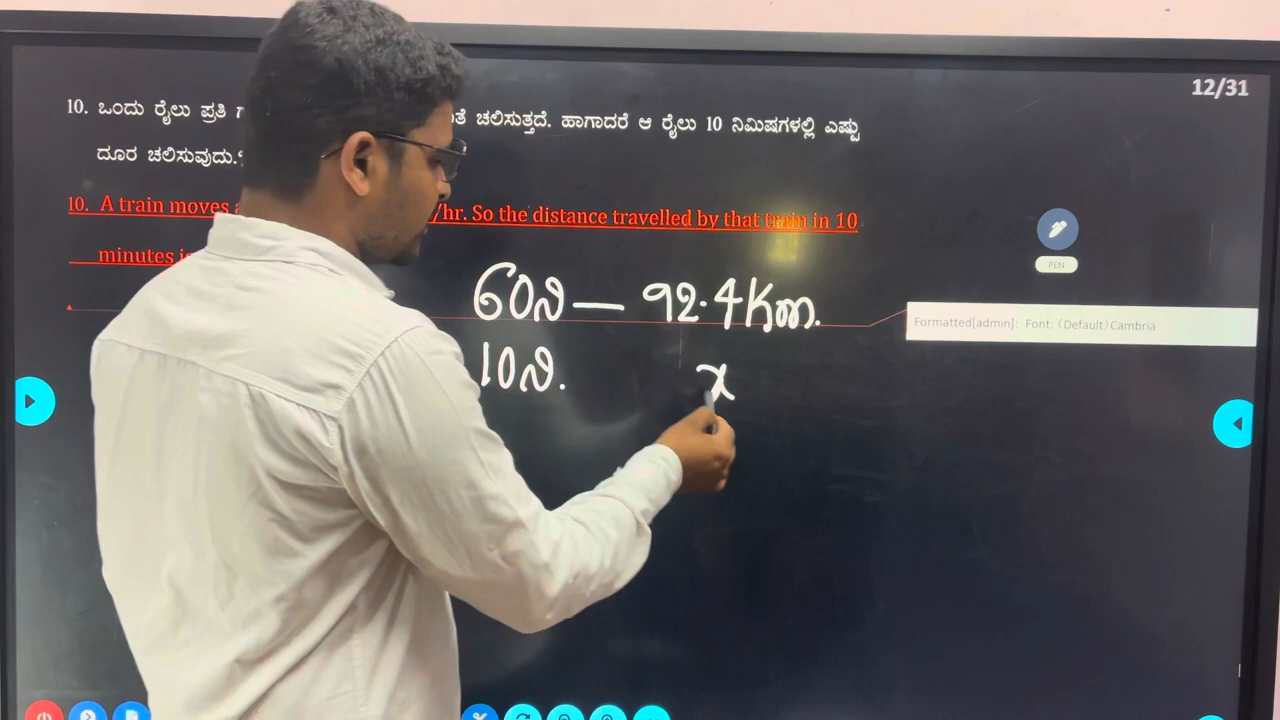 12/31
10. ಒಂದು ರೈಲು ಪ್ರತಿ ಚಲಿಸುತ್ತದೆ. ಹಾಗಾದರೆ ಆ ರೈಲು 10 ನಿಮಿಷಗಳಲ್ಲಿ ಎಷ್ಟು
ದೂರ ಚಲಿಸುವುದು.
10. A train moves /hr. So the distance travelled by that train in 10
minutes
PEN
60ನಿ — 92.4Km.
Formatted[admin]: Font: (Default) Cambria
10ನಿ. x